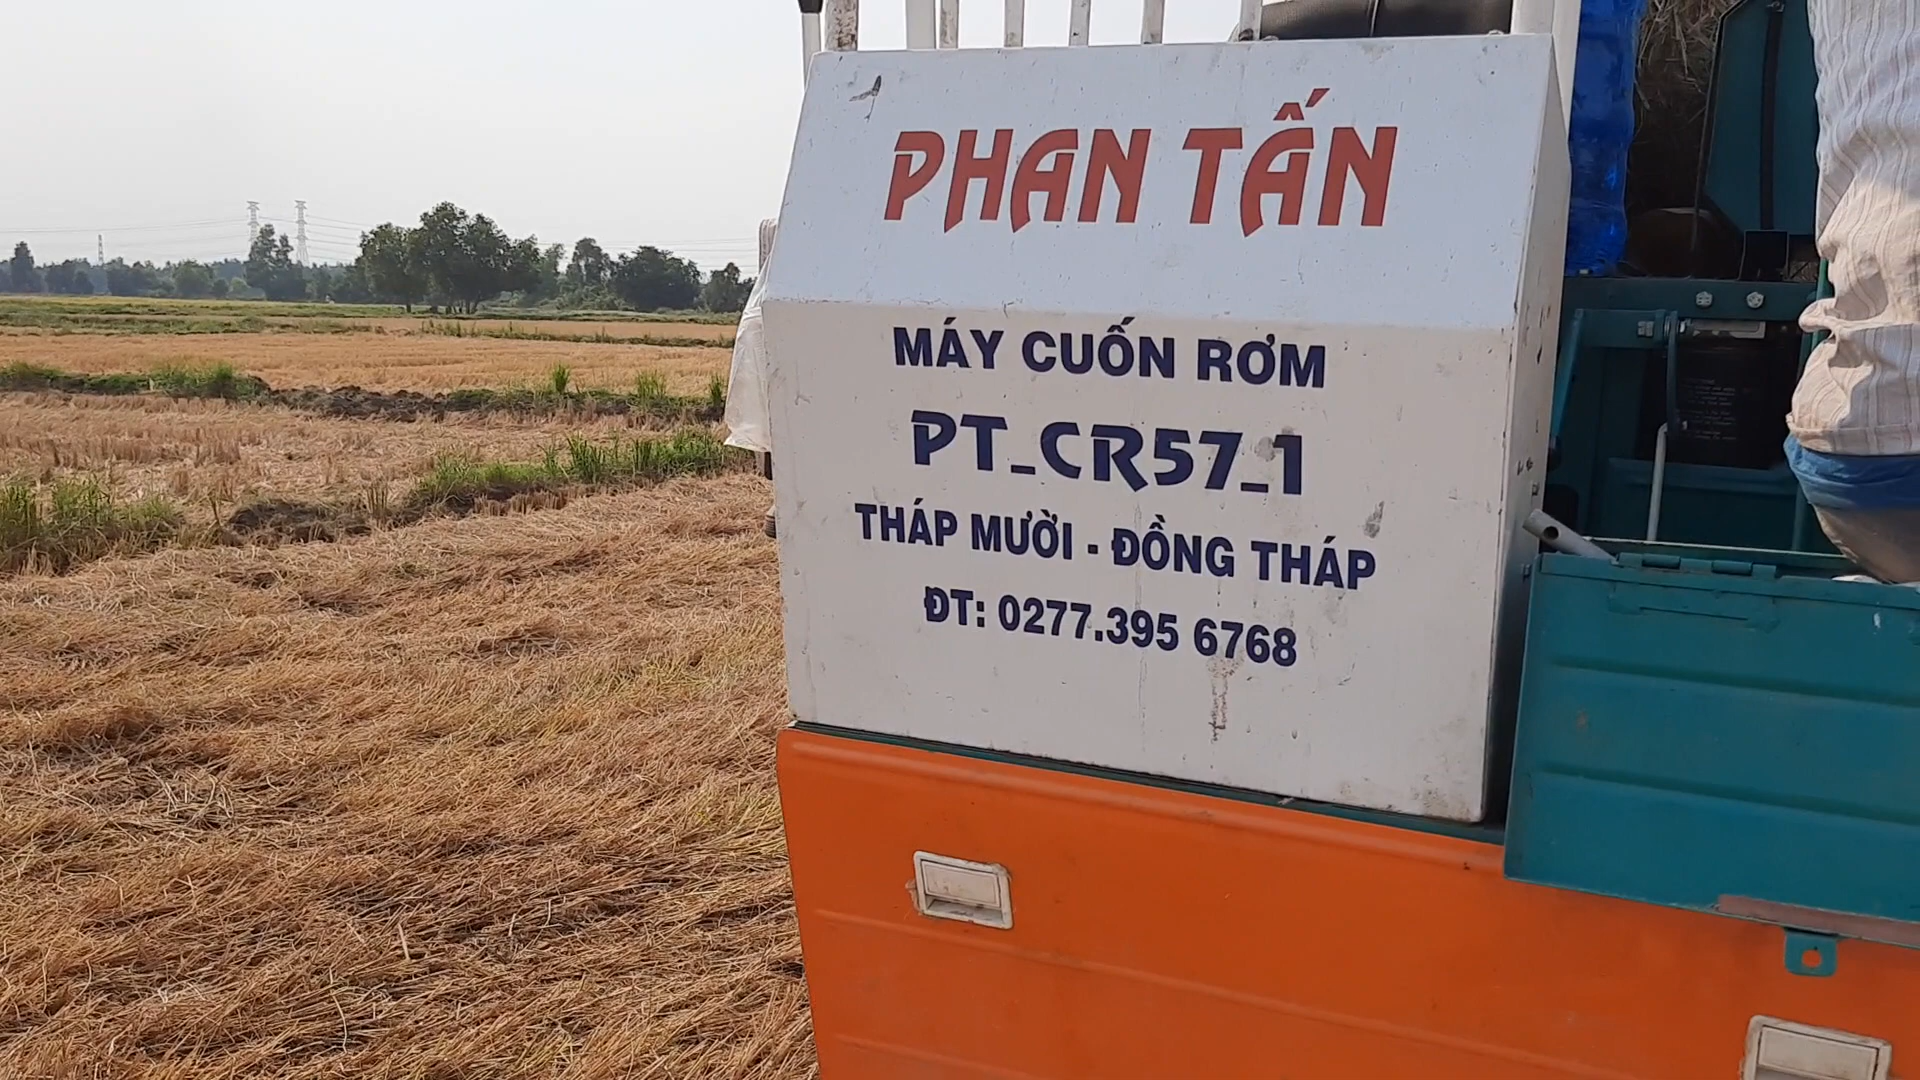 PHAN TẤN
MÁY CUỐN RƠM
PT_CR57_1
THÁP MƯỜI - ĐỒNG THÁP
ĐT: 0277.395 6768